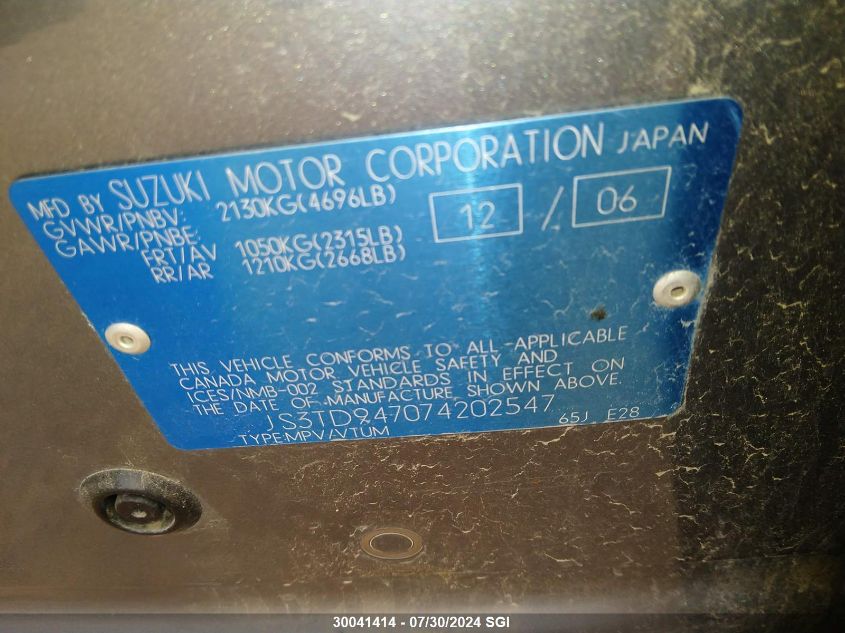 MFD BY SUZUKI MOTOR CORPORATION JAPAN
GVWR/PNBV: 2130KG(4696LB)
GAWR/PNBE: 12 / 06
FRT/AV 1050KG(2315LB)
RR/AR 1210KG(2668LB)
THIS VEHICLE CONFORMS TO ALL APPLICABLE
CANADA MOTOR VEHICLE SAFETY AND
ICES/NMB-002 STANDARDS IN EFFECT ON
THE DATE OF MANUFACTURE SHOWN ABOVE.
JS3TD947074202547 65J E28
TYPE:MPV/VTUM
30041414 - 07/30/2024 SGI